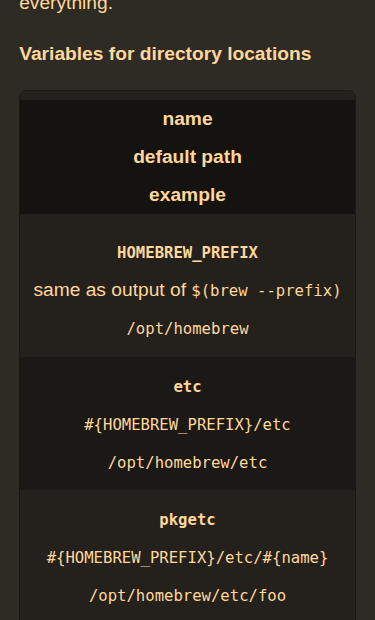 everything.
Variables for directory locations
name
default path
example
HOMEBREW_PREFIX
same as output of $(brew --prefix)
/opt/homebrew
etc
#{HOMEBREW_PREFIX}/etc
/opt/homebrew/etc
pkgetc
#{HOMEBREW_PREFIX}/etc/#{name}
/opt/homebrew/etc/foo